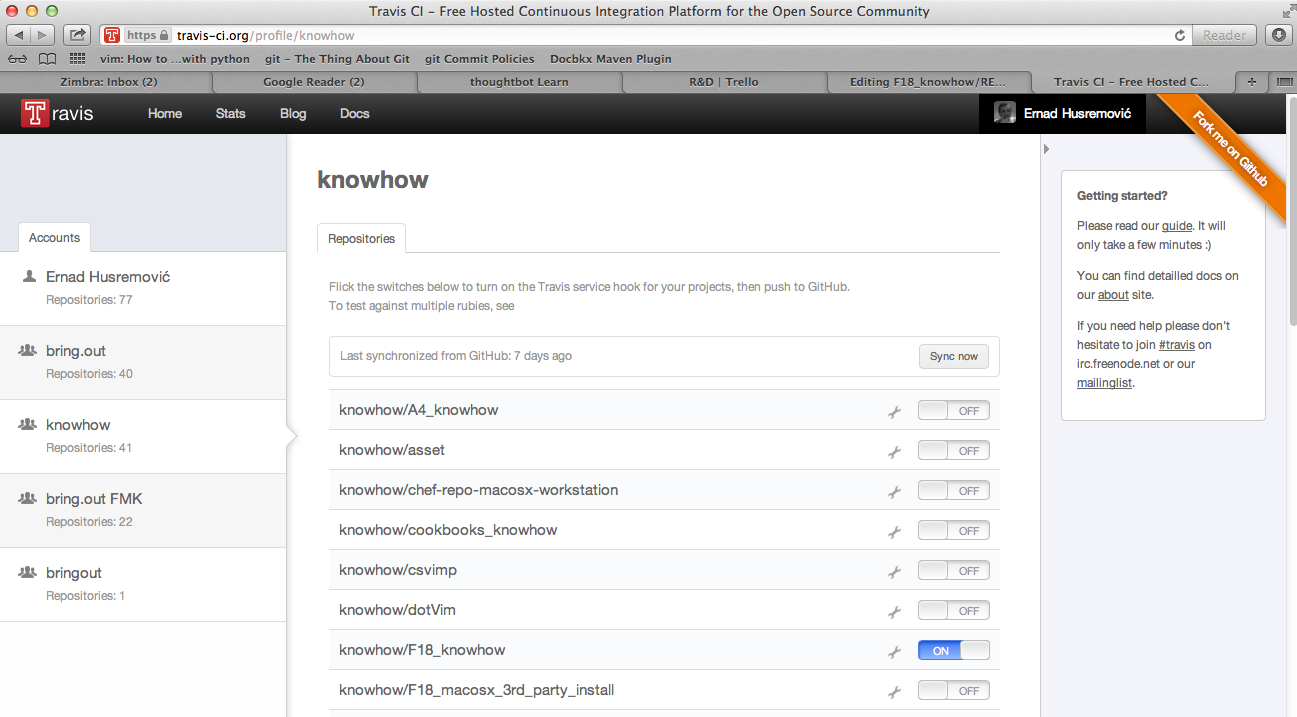 Travis CI – Free Hosted Continuous Integration Platform for the Open Source Community
https travis-ci.org/profile/knowhow
Reader
vim: How to ...with python git – The Thing About Git git Commit Policies Docbkx Maven Plugin
Zimbra: Inbox (2) Google Reader (2) thoughtbot Learn R&D | Trello Editing F18_knowhow/RE... Travis CI – Free Hosted C...
Travis Home Stats Blog Docs Ernad Husremović
Fork me on Github
Accounts
Ernad Husremović
Repositories: 77
bring.out
Repositories: 40
knowhow
Repositories: 41
bring.out FMK
Repositories: 22
bringout
Repositories: 1
knowhow
Repositories
Flick the switches below to turn on the Travis service hook for your projects, then push to GitHub.
To test against multiple rubies, see
Last synchronized from GitHub: 7 days ago Sync now
knowhow/A4_knowhow OFF
knowhow/asset OFF
knowhow/chef-repo-macosx-workstation OFF
knowhow/cookbooks_knowhow OFF
knowhow/csvimp OFF
knowhow/dotVim OFF
knowhow/F18_knowhow ON
knowhow/F18_macosx_3rd_party_install OFF
Getting started?
Please read our guide. It will
only take a few minutes :)
You can find detailled docs on
our about site.
If you need help please don't
hesitate to join #travis on
irc.freenode.net or our
mailinglist.